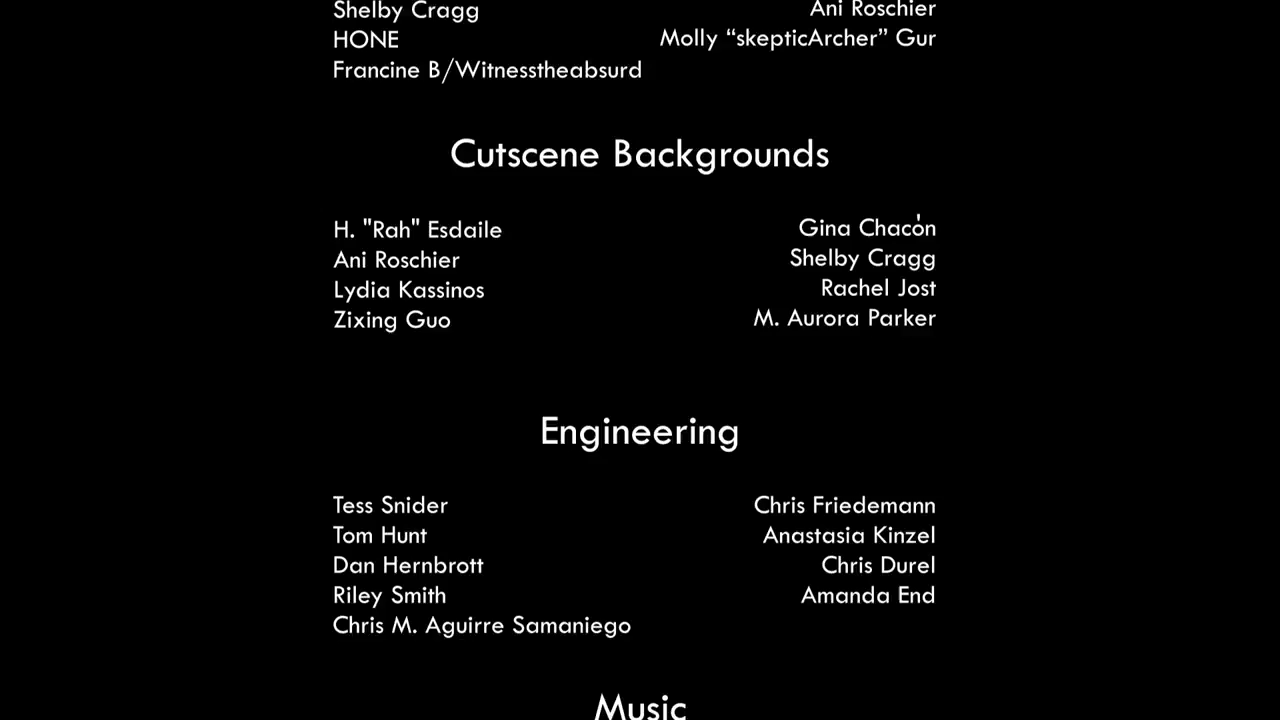 Shelby Cragg Ani Roschier
HONE Molly “skepticArcher” Gur
Francine B/Witnesstheabsurd
Cutscene Backgrounds
H. "Rah" Esdaile Gina Chacón
Ani Roschier Shelby Cragg
Lydia Kassinos Rachel Jost
Zixing Guo M. Aurora Parker
Engineering
Tess Snider Chris Friedemann
Tom Hunt Anastasia Kinzel
Dan Hernbrott Chris Durel
Riley Smith Amanda End
Chris M. Aguirre Samaniego
Music